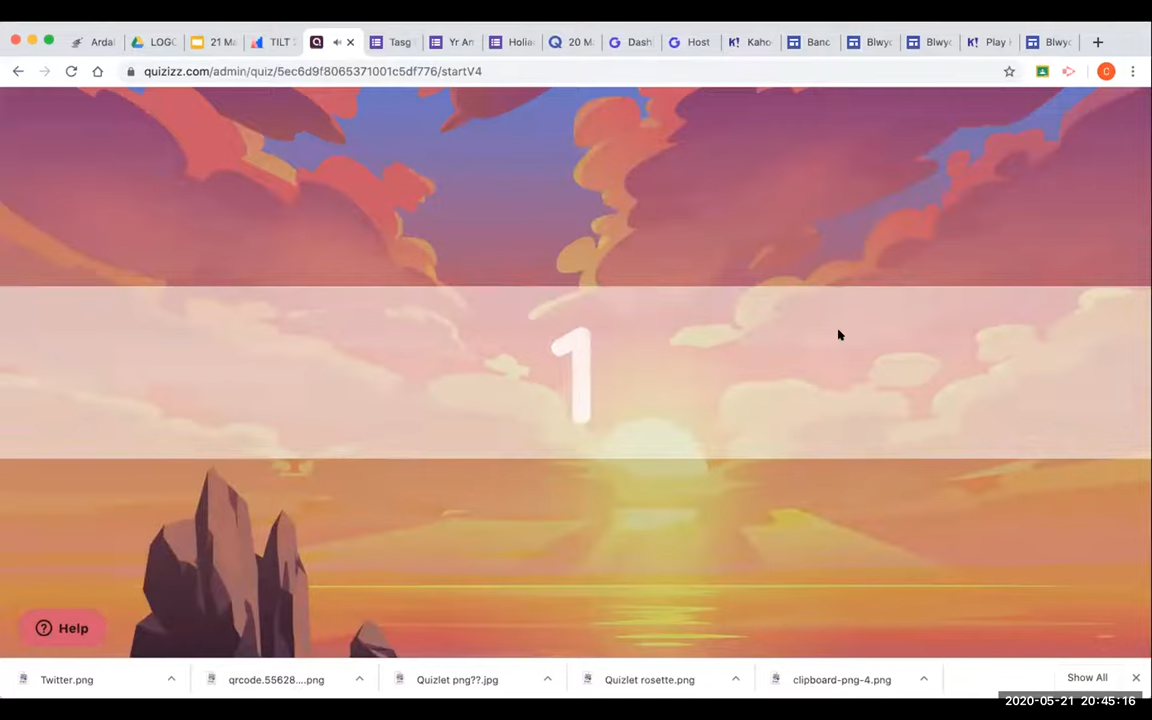 Ardal
LOGO
21 Ma
TILT
Tasg
Yr An
Holia
20 M
Dash
Host
Kaho
Banc
Blwyc
Blwyc
Play
Blwyc
quizizz.com/admin/quiz/5ec6d9f8065371001c5df776/startV4
C
1
Help
Twitter.png
qrcode.55628....png
Quizlet png??.jpg
Quizlet rosette.png
clipboard-png-4.png
Show All
2020-05-21 20:45:16